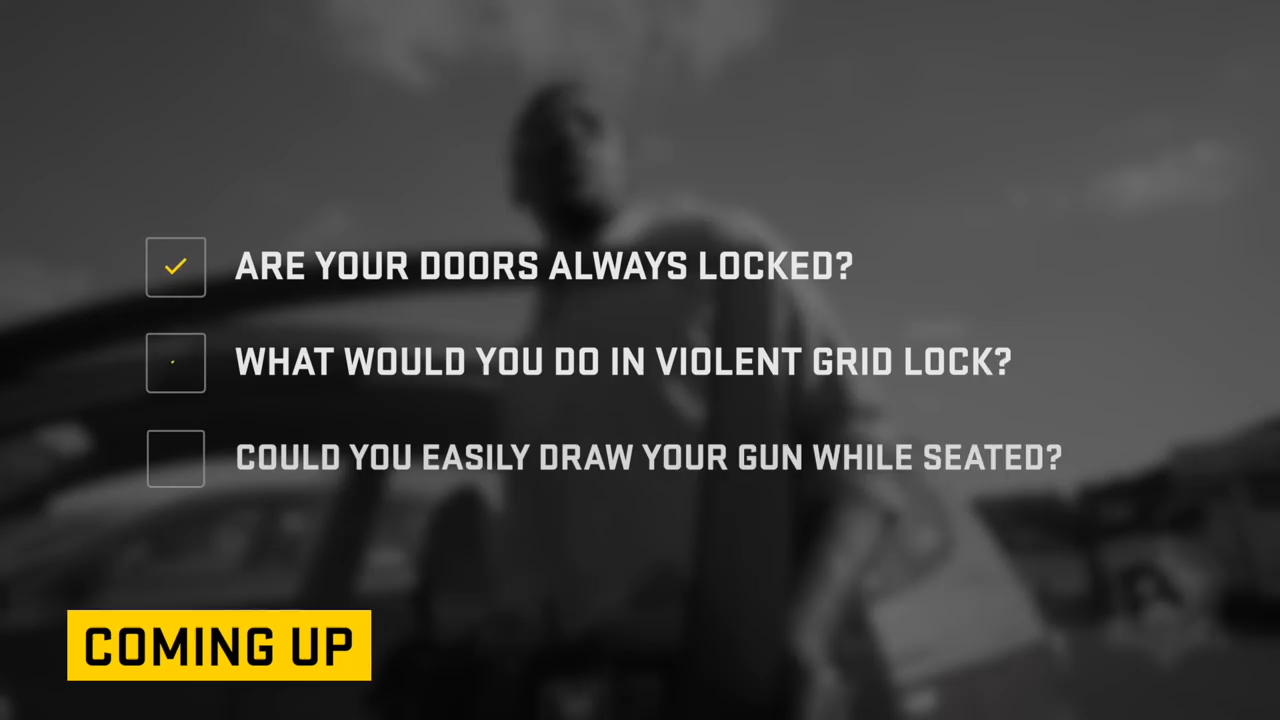 ARE YOUR DOORS ALWAYS LOCKED?
WHAT WOULD YOU DO IN VIOLENT GRID LOCK?
COULD YOU EASILY DRAW YOUR GUN WHILE SEATED?
COMING UP